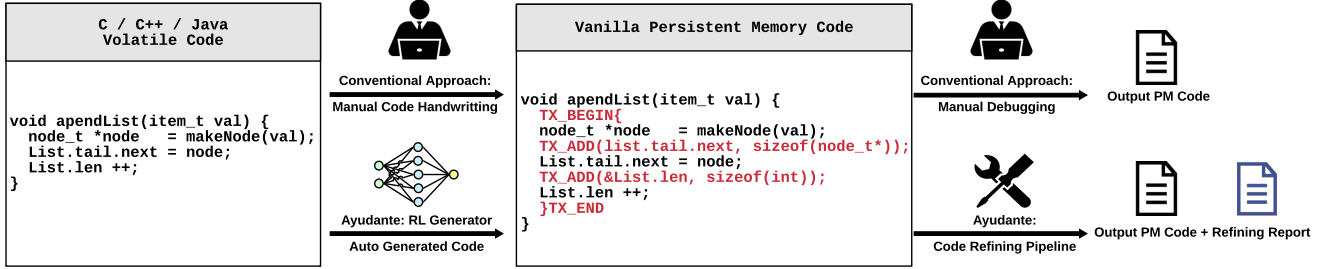 C / C++ / Java
Volatile Code
void apendList(item_t val) {
  node_t *node   = makeNode(val);
  List.tail.next = node;
  List.len ++;
}
Conventional Approach:
Manual Code Handwritting
Ayudante: RL Generator
Auto Generated Code
Vanilla Persistent Memory Code
void apendList(item_t val) {
  TX_BEGIN{
  node_t *node   = makeNode(val);
  TX_ADD(list.tail.next, sizeof(node_t*));
  List.tail.next = node;
  TX_ADD(&List.len, sizeof(int));
  List.len ++;
  }TX_END
}
Conventional Approach:
Manual Debugging
Output PM Code
Ayudante:
Code Refining Pipeline
Output PM Code + Refining Report